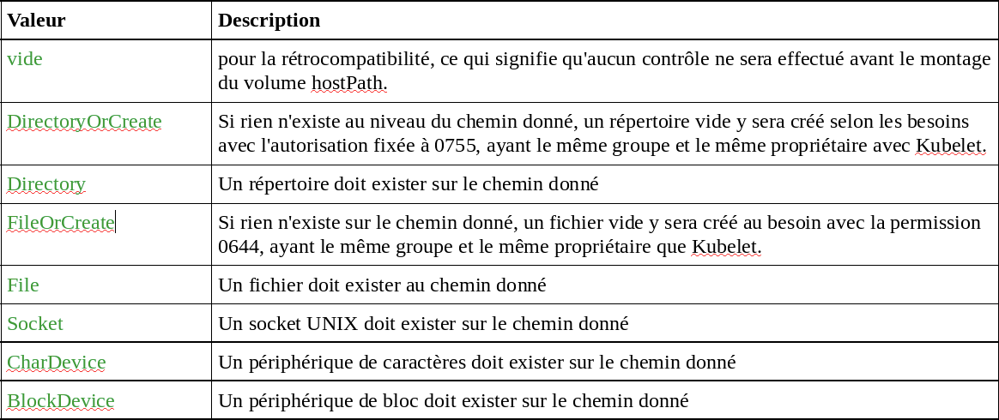 Valeur Description
vide pour la rétrocompatibilité, ce qui signifie qu'aucun contrôle ne sera effectué avant le montage
du volume hostPath.
DirectoryOrCreate Si rien n'existe au niveau du chemin donné, un répertoire vide y sera créé selon les besoins
avec l'autorisation fixée à 0755, ayant le même groupe et le même propriétaire avec Kubelet.
Directory Un répertoire doit exister sur le chemin donné
FileOrCreate Si rien n'existe sur le chemin donné, un fichier vide y sera créé au besoin avec la permission
0644, ayant le même groupe et le même propriétaire que Kubelet.
File Un fichier doit exister au chemin donné
Socket Un socket UNIX doit exister sur le chemin donné
CharDevice Un périphérique de caractères doit exister sur le chemin donné
BlockDevice Un périphérique de bloc doit exister sur le chemin donné